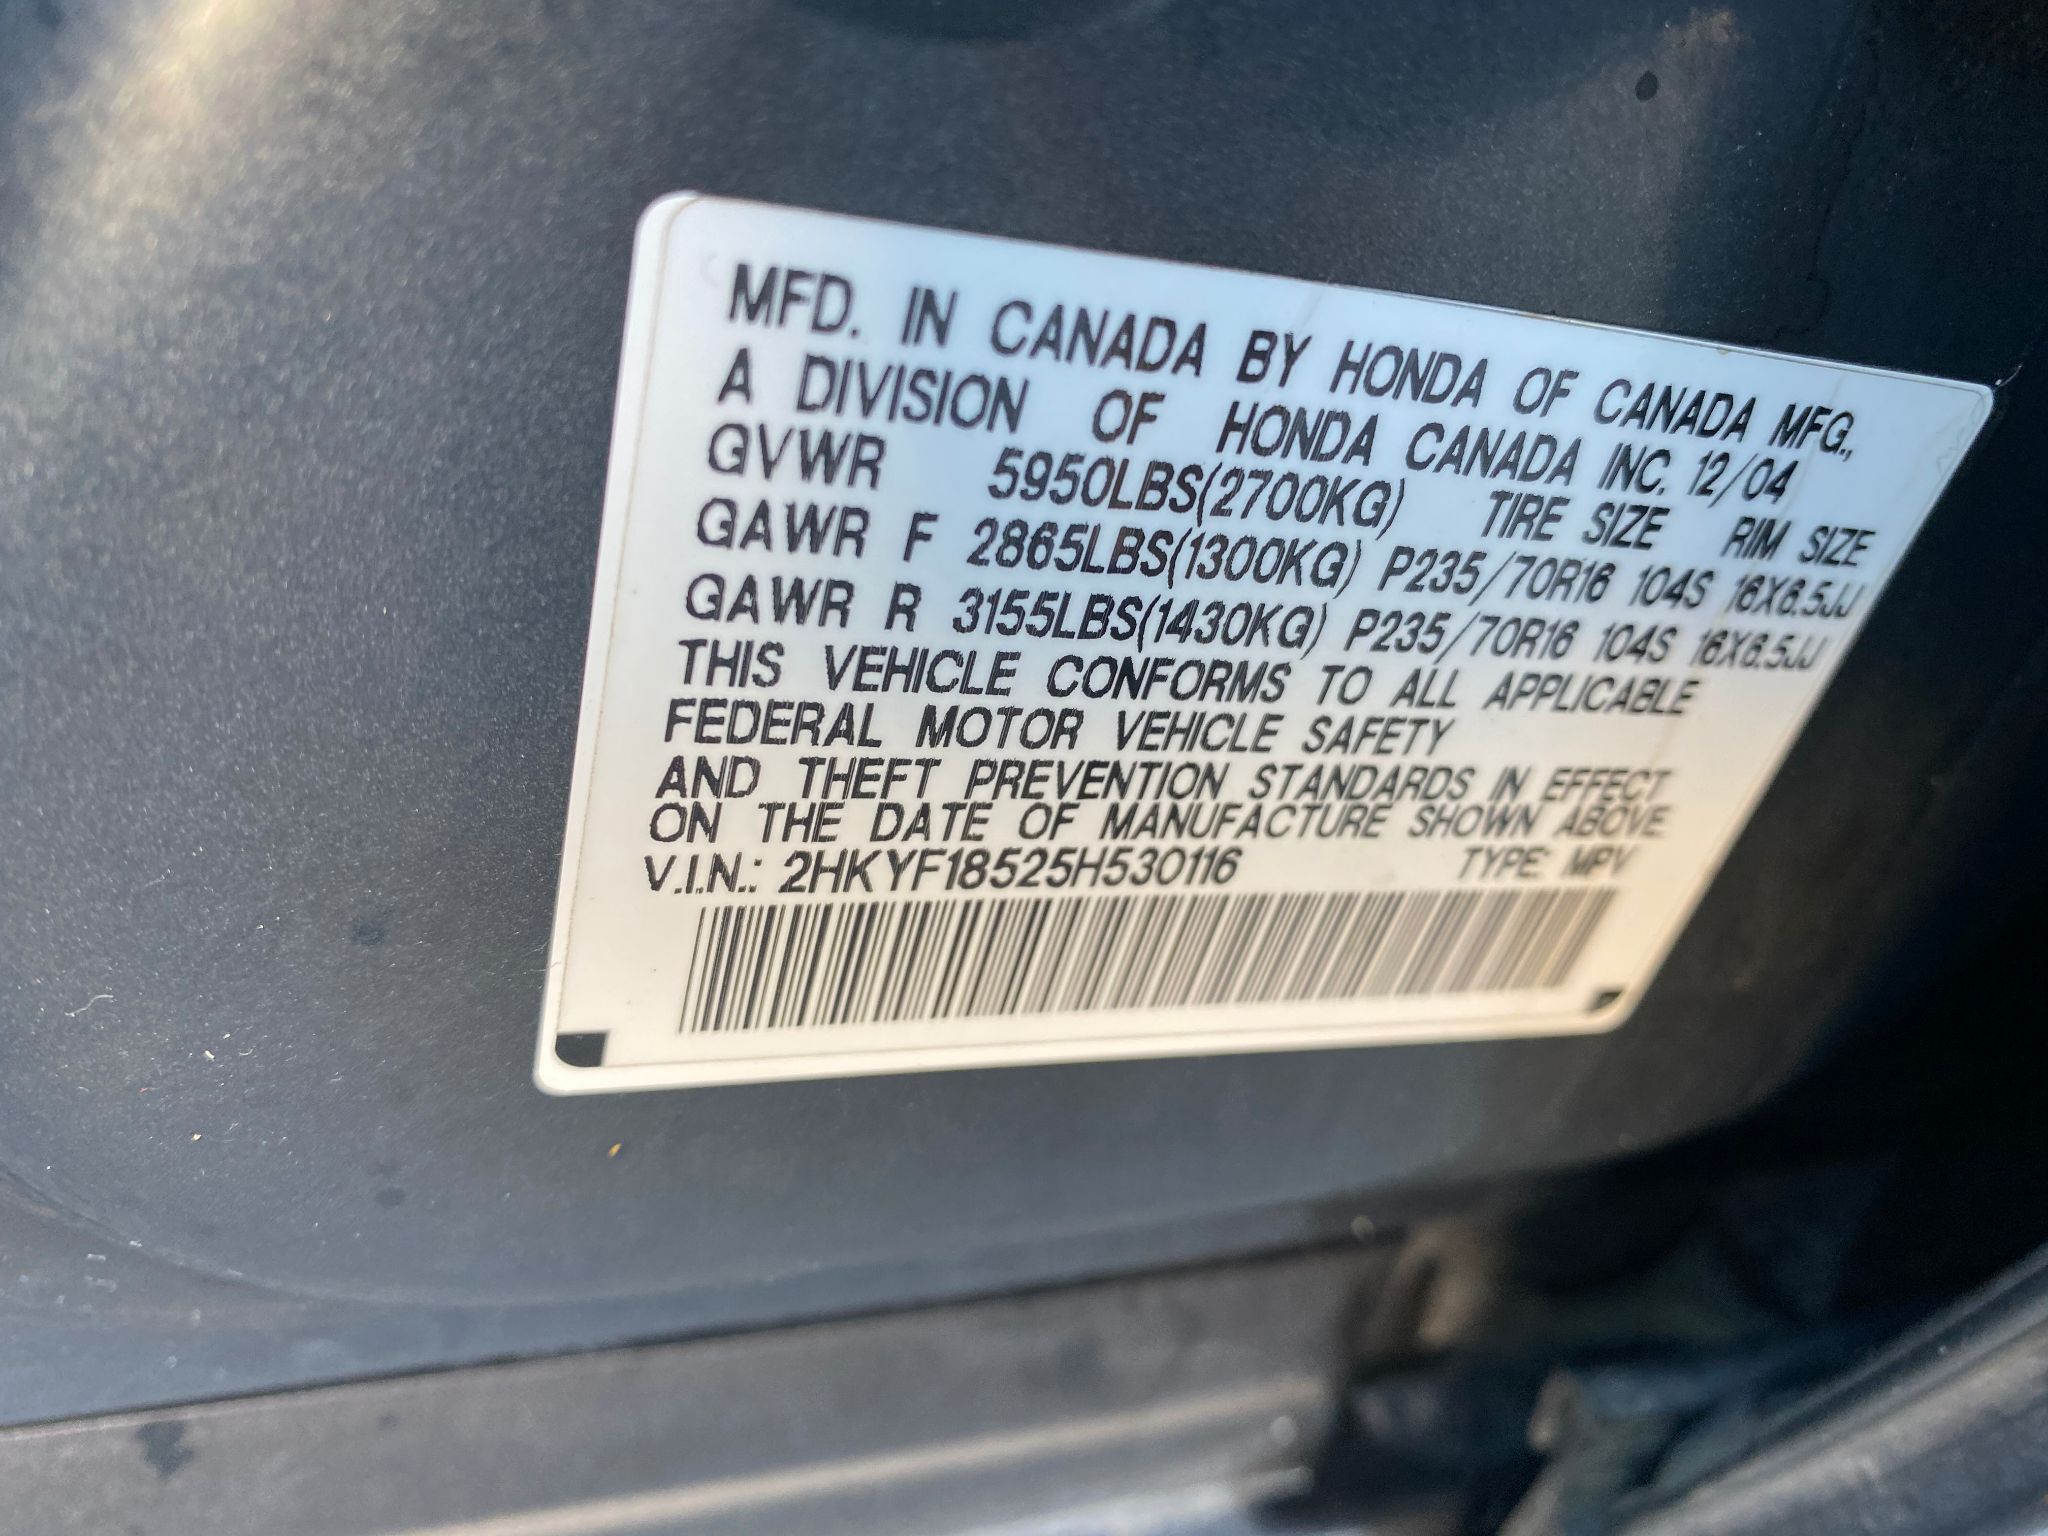 MFD. IN CANADA BY HONDA OF CANADA MFG.,
A DIVISION OF HONDA CANADA INC. 12/04
GVWR 5950LBS(2700KG) TIRE SIZE RIM SIZE
GAWR F 2865LBS(1300KG) P235/70R16 104S 16X6.5JJ
GAWR R 3155LBS(1430KG) P235/70R16 104S 16X6.5JJ
THIS VEHICLE CONFORMS TO ALL APPLICABLE
FEDERAL MOTOR VEHICLE SAFETY
AND THEFT PREVENTION STANDARDS IN EFFECT
ON THE DATE OF MANUFACTURE SHOWN ABOVE
V.I.N.: 2HKYF18525H530116 TYPE: MPV